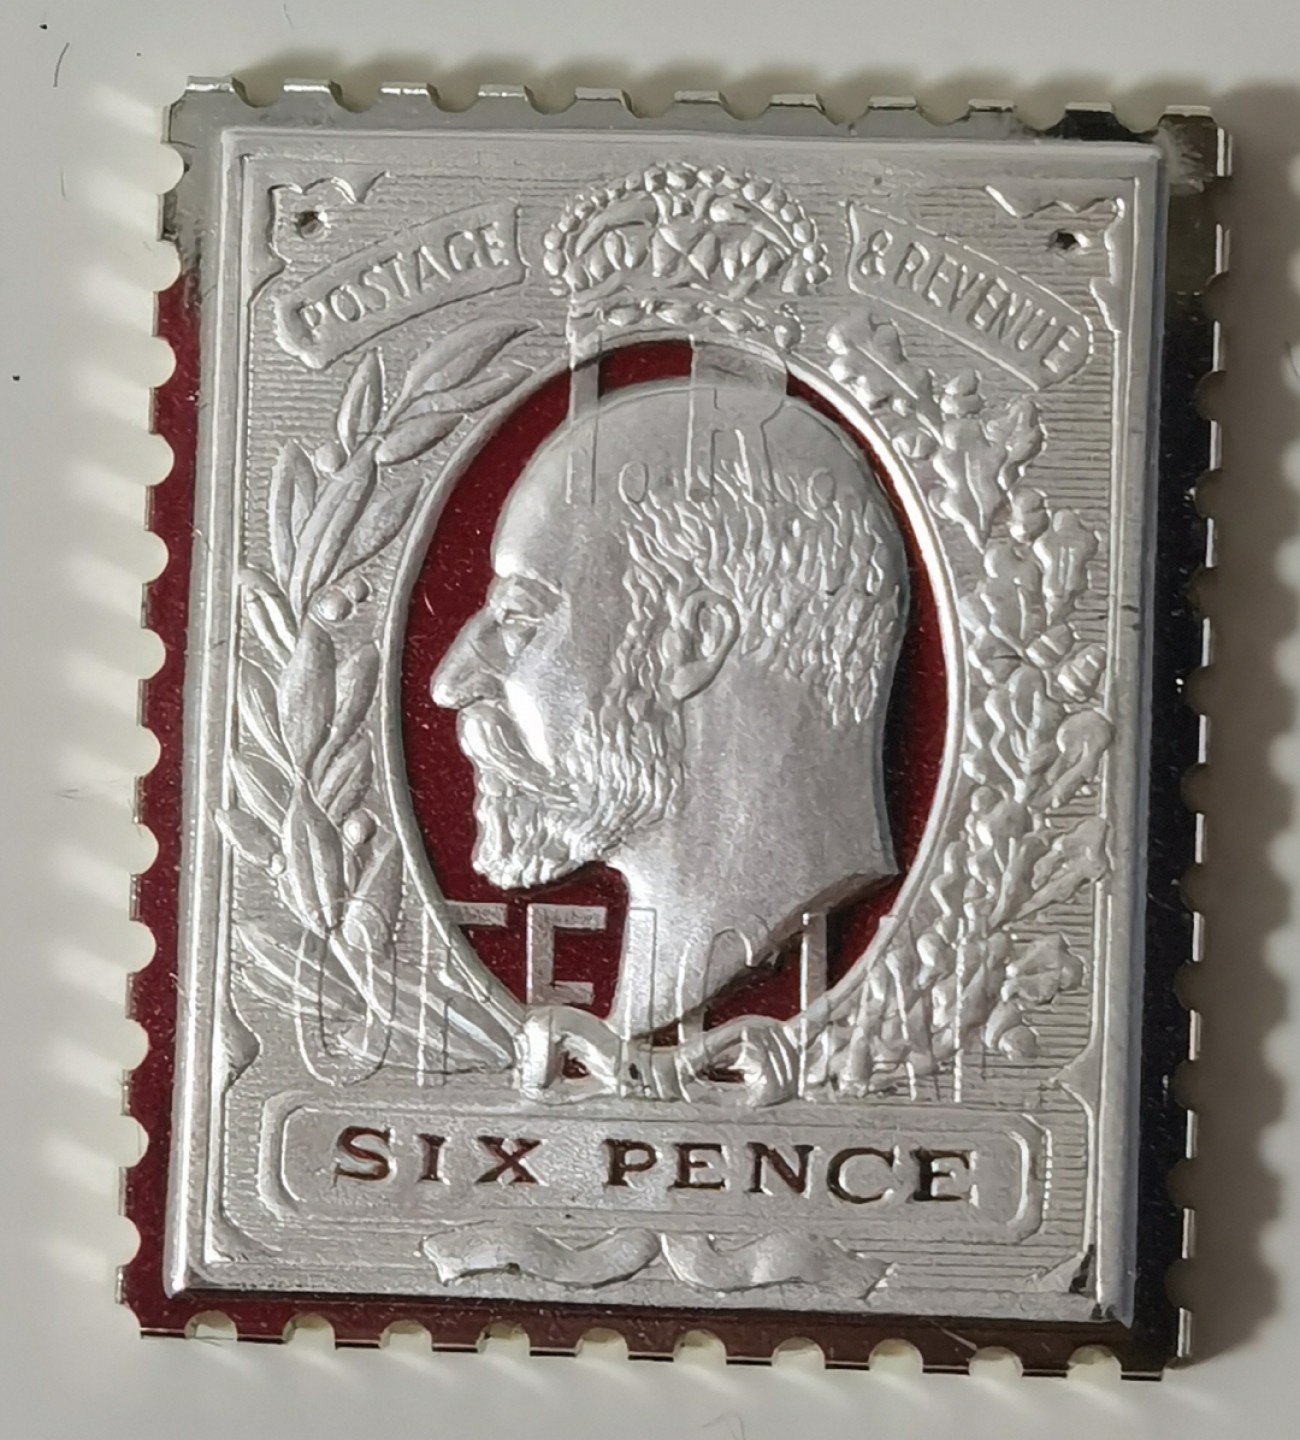 POSTAGE
& REVENUE
SIX PENCE